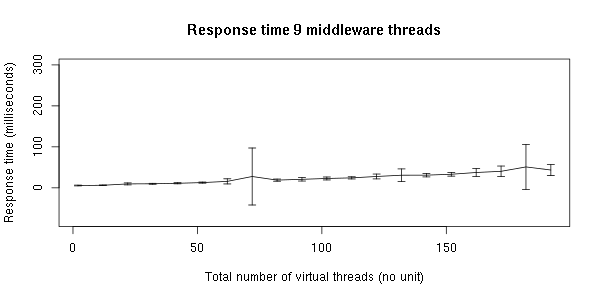 Response time 9 middleware threads
Response time (milliseconds)
300
200
100
0
0
50
100
150
Total number of virtual threads (no unit)